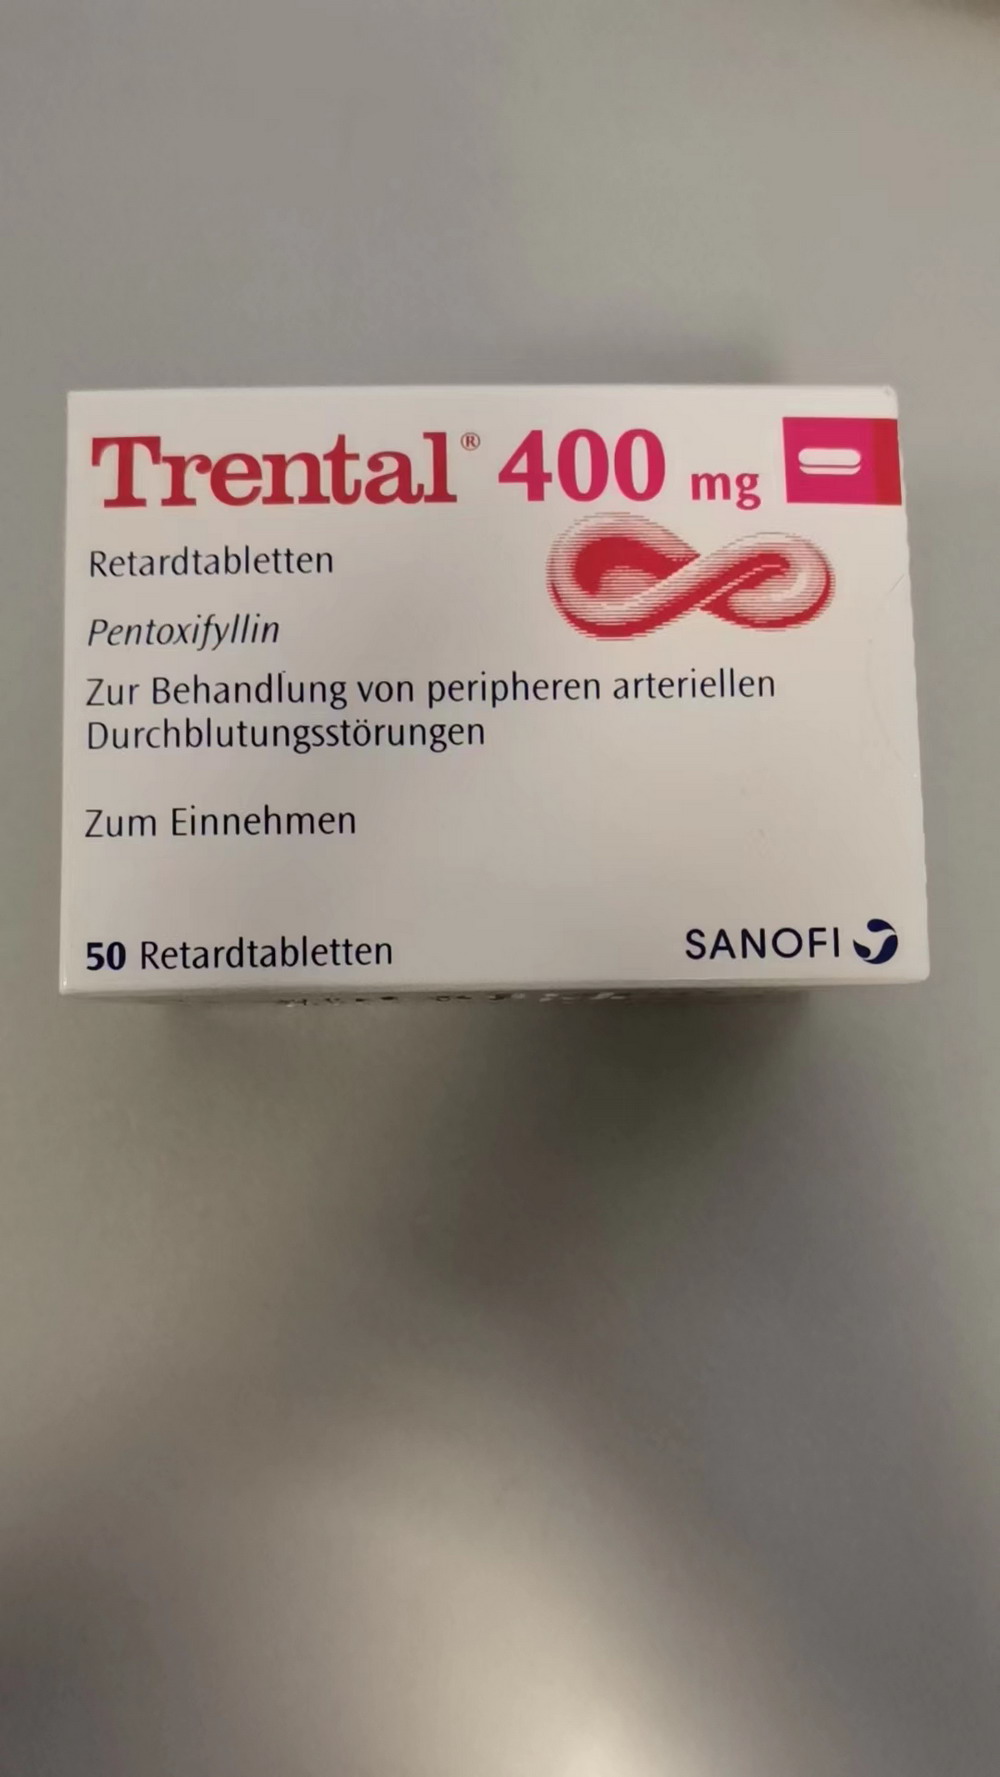 Trental® 400 mg
Retardtabletten
Pentoxifyllin
Zur Behandlung von peripheren arteriellen
Durchblutungsstörungen
Zum Einnehmen
50 Retardtabletten
SANOFI